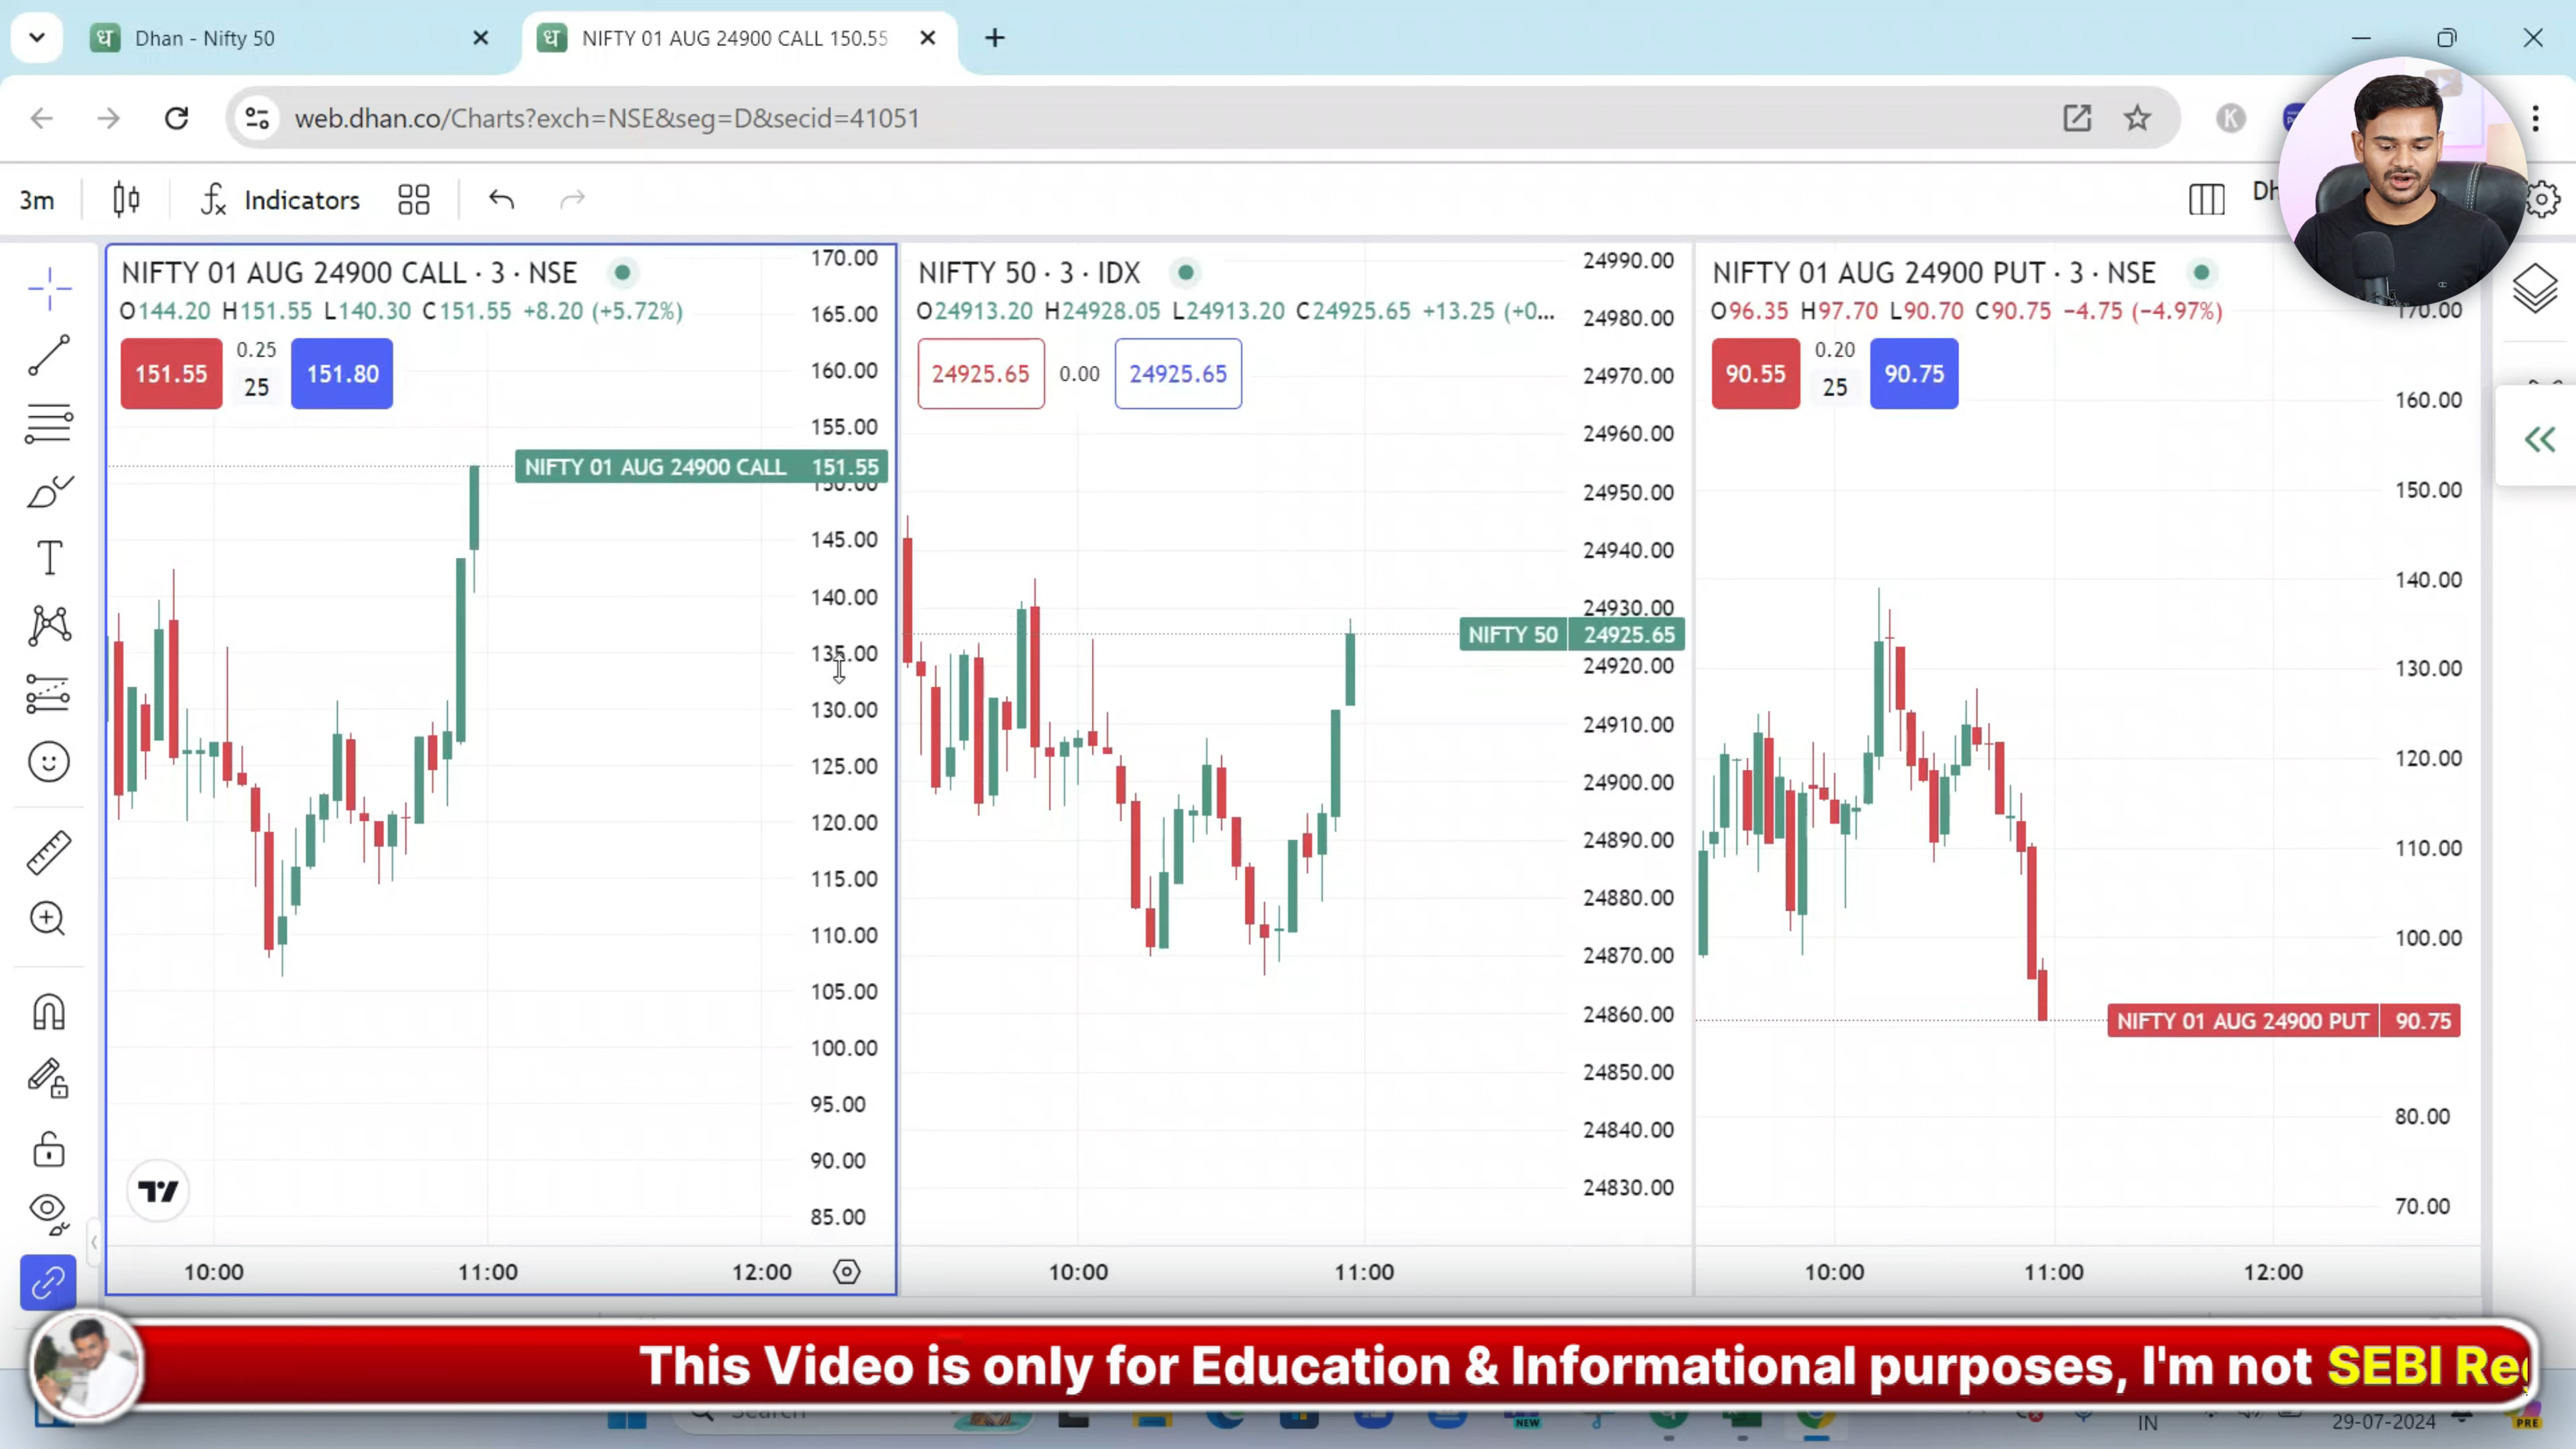 ध Dhan - Nifty 50
ध NIFTY 01 AUG 24900 CALL 150.55
web.dhan.co/Charts?exch=NSE&seg=D&secid=41051
K
3m Indicators Dh
NIFTY 01 AUG 24900 CALL · 3 · NSE
O144.20 H151.55 L140.30 C151.55 +8.20 (+5.72%)
151.55 0.25 25 151.80
NIFTY 01 AUG 24900 CALL 151.55
170.00
165.00
160.00
155.00
150.00
145.00
140.00
135.00
130.00
125.00
120.00
115.00
110.00
105.00
100.00
95.00
90.00
85.00
10:00 11:00 12:00
NIFTY 50 · 3 · IDX
O24913.20 H24928.05 L24913.20 C24925.65 +13.25 (+0...
24925.65 0.00 24925.65
NIFTY 50 24925.65
24990.00
24980.00
24970.00
24960.00
24950.00
24940.00
24930.00
24920.00
24910.00
24900.00
24890.00
24880.00
24870.00
24860.00
24850.00
24840.00
24830.00
10:00 11:00
NIFTY 01 AUG 24900 PUT · 3 · NSE
O96.35 H97.70 L90.70 C90.75 −4.75 (−4.97%)
90.55 0.20 25 90.75
170.00
160.00
150.00
140.00
130.00
120.00
110.00
100.00
NIFTY 01 AUG 24900 PUT 90.75
80.00
70.00
10:00 11:00 12:00
This Video is only for Education & Informational purposes, I'm not SEBI Reg
Search NEW IN 29-07-2024 PRE